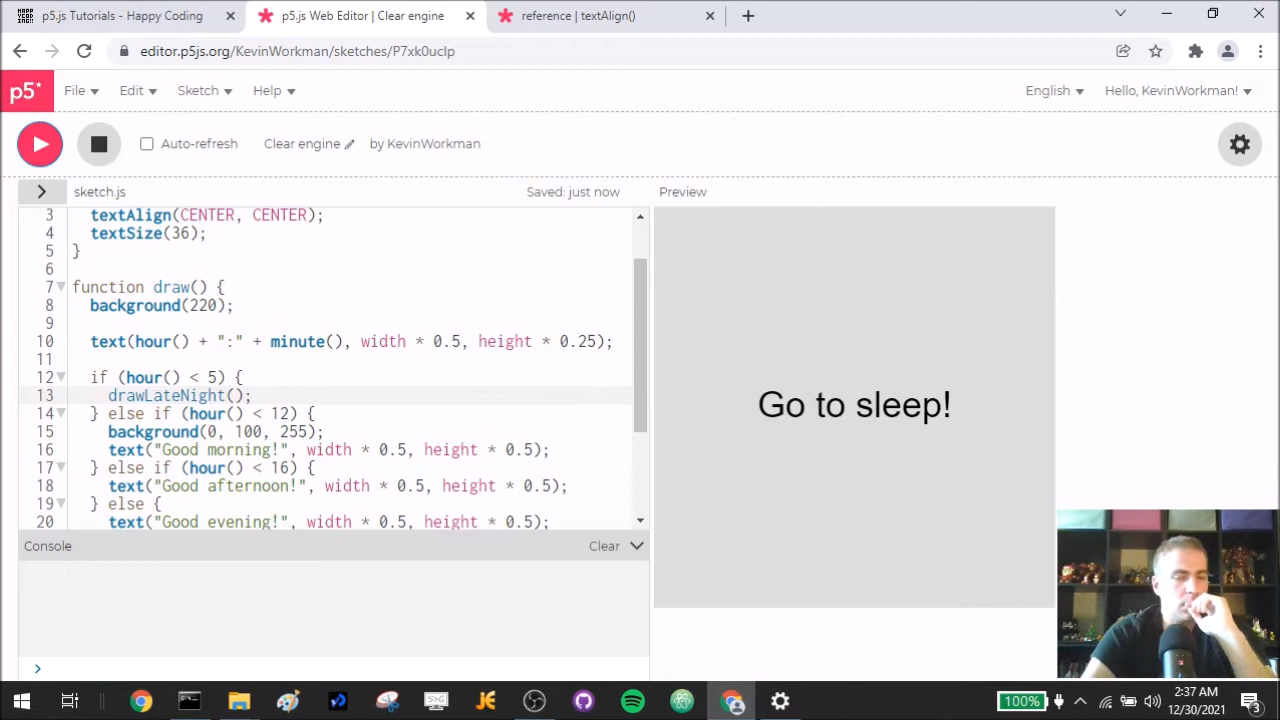 p5.js Tutorials - Happy Coding
p5.js Web Editor | Clear engine
reference | textAlign()
editor.p5js.org/KevinWorkman/sketches/P7xk0ucIp
p5*
File
Edit
Sketch
Help
English
Hello, KevinWorkman!
Auto-refresh
Clear engine
by KevinWorkman
sketch.js
Saved: just now
Preview
3 textAlign(CENTER, CENTER);
4 textSize(36);
5 }
6
7 function draw() {
8 background(220);
9
10 text(hour() + ":" + minute(), width * 0.5, height * 0.25);
11
12 if (hour() < 5) {
13 drawLateNight();
14 } else if (hour() < 12) {
15 background(0, 100, 255);
16 text("Good morning!", width * 0.5, height * 0.5);
17 } else if (hour() < 16) {
18 text("Good afternoon!", width * 0.5, height * 0.5);
19 } else {
20 text("Good evening!", width * 0.5, height * 0.5);
Go to sleep!
Console
Clear
>
100%
2:37 AM
12/30/2021
3